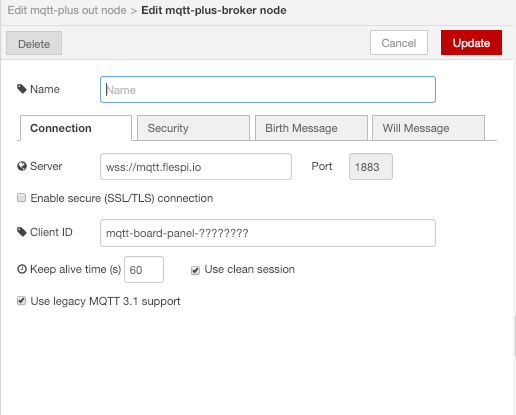 Edit mqtt-plus out node > Edit mqtt-plus-broker node
Delete Cancel Update
Name Name
Connection Security Birth Message Will Message
Server wss://mqtt.flespi.io Port 1883
Enable secure (SSL/TLS) connection
Client ID mqtt-board-panel-????????
Keep alive time (s) 60 Use clean session
Use legacy MQTT 3.1 support